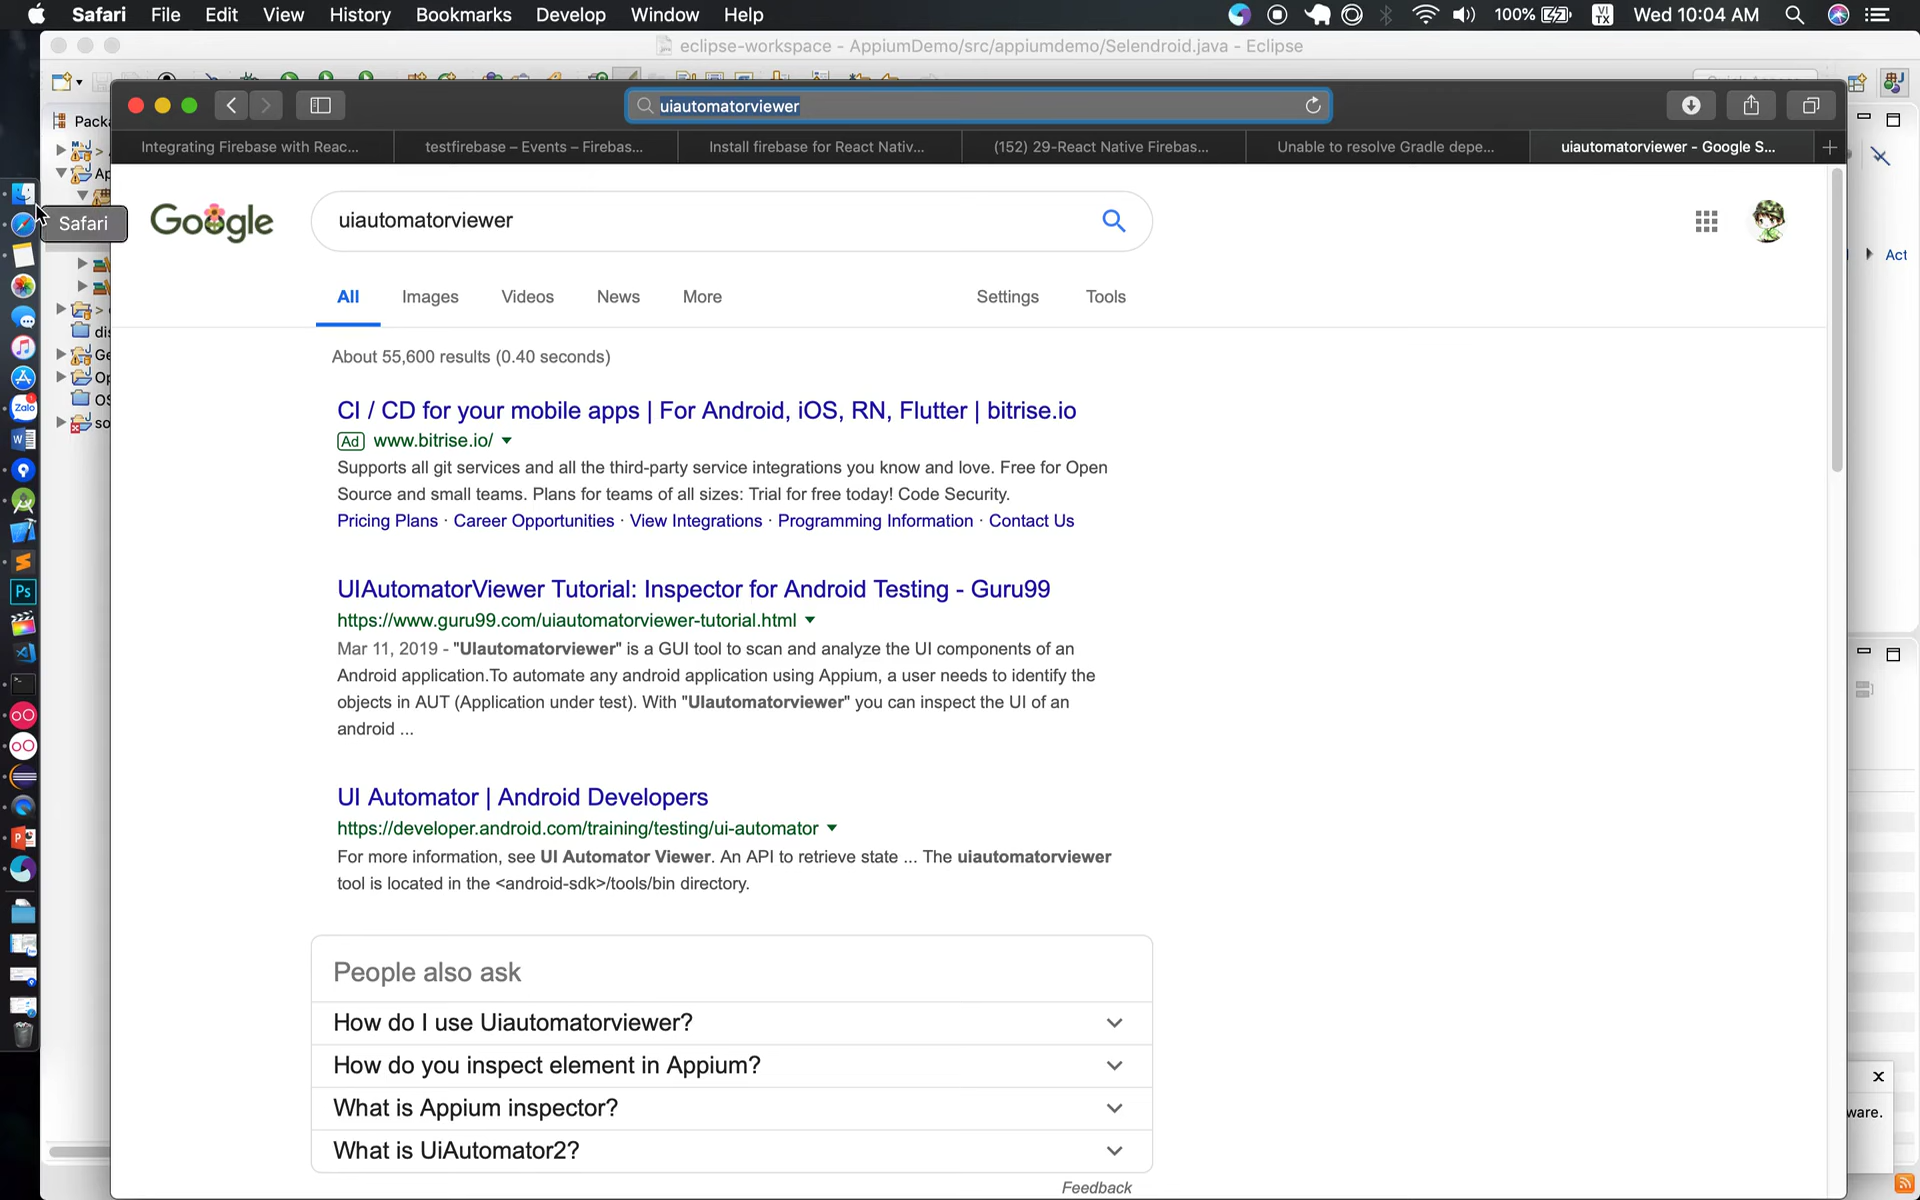 Safari File Edit View History Bookmarks Develop Window Help
100% VI TX Wed 10:04 AM
eclipse-workspace - AppiumDemo/src/appiumdemo/Selendroid.java - Eclipse
uiautomatorviewer
Integrating Firebase with Reac...
testfirebase – Events – Firebas...
Install firebase for React Nativ...
(152) 29-React Native Firebas...
Unable to resolve Gradle depe...
uiautomatorviewer - Google S...
Safari
Google
uiautomatorviewer
All Images Videos News More Settings Tools
About 55,600 results (0.40 seconds)
CI / CD for your mobile apps | For Android, iOS, RN, Flutter | bitrise.io
Ad www.bitrise.io/
Supports all git services and all the third-party service integrations you know and love. Free for Open
Source and small teams. Plans for teams of all sizes: Trial for free today! Code Security.
Pricing Plans · Career Opportunities · View Integrations · Programming Information · Contact Us
UIAutomatorViewer Tutorial: Inspector for Android Testing - Guru99
https://www.guru99.com/uiautomatorviewer-tutorial.html
Mar 11, 2019 - "UIautomatorviewer" is a GUI tool to scan and analyze the UI components of an
Android application.To automate any android application using Appium, a user needs to identify the
objects in AUT (Application under test). With "UIautomatorviewer" you can inspect the UI of an
android ...
UI Automator | Android Developers
https://developer.android.com/training/testing/ui-automator
For more information, see UI Automator Viewer. An API to retrieve state ... The uiautomatorviewer
tool is located in the <android-sdk>/tools/bin directory.
People also ask
How do I use Uiautomatorviewer?
How do you inspect element in Appium?
What is Appium inspector?
What is UiAutomator2?
Feedback
Packa
Ap
dis
Ge
Op
OS
so
Act
ware.
Zalo
Ps